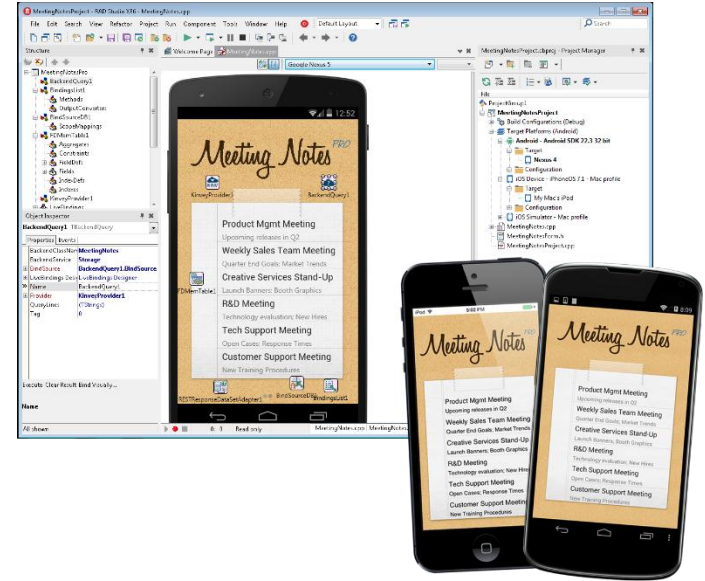 MeetingNotesProject - RAD Studio XE6 - MeetingNotes.cpp
File Edit Search View Refactor Project Run Component Tools Window Help
Default Layout
Search
Structure
Welcome Page
MeetingNotes.cpp
Google Nexus 5
MeetingNotesPro
BackendQuery1
BindingsList1
Methods
OutputConverters
BindSourceDB1
ScopeMappings
FDMemTable1
Aggregates
Constraints
FieldDefs
Fields
IndexDefs
Indexes
KinveyProvider1
LiveBindings
Object Inspector
BackendQuery1 TBackendQuery
Properties Events
BackendClassNam MeetingNotes
BackendService Storage
BindSource BackendQuery1.BindSource
LiveBindings Desi LiveBindings Designer
Name BackendQuery1
Provider KinveyProvider1
QueryLines (TStrings)
Tag 0
Bind Visually...
Name
All shown
12:52
Meeting Notes PRO
KinveyProvider1
BackendQuery1
Product Mgmt Meeting
Upcoming releases in Q2
Weekly Sales Team Meeting
Quarter End Goals; Market Trends
Creative Services Stand-Up
Launch Banners; Booth Graphics
FDMemTable1
R&D Meeting
Technology evaluation; New Hires
Tech Support Meeting
Open Cases; Response Times
Customer Support Meeting
New Training Procedures
RESTResponseDataSetAdapter1
BindSourceDB1
BindingsList1
Read only
MeetingNotes.cpp
MeetingNotesProject.cbproj - Project Manager
File
ProjectGroup1
MeetingNotesProject
Build Configurations (Debug)
Target Platforms (Android)
Android - Android SDK 22.3 32 bit
Target
Nexus 4
Configuration
iOS Device - iPhoneOS 7.1 - Mac profile
Target
My Mac's iPod
Configuration
iOS Simulator - Mac profile
MeetingNotes.cpp
MeetingNotesForm.h
MeetingNotesProject.cpp
iPod
Meeting Notes PRO
Product Mgmt Meeting
Upcoming releases in Q2
Weekly Sales Team Meeting
Quarter End Goals; Market Trends
Creative Services Stand-Up
Launch Banners; Booth Graphics
R&D Meeting
Technology evaluation; New Hires
Tech Support Meeting
Open Cases; Response Times
Customer Support Meeting
New Training Procedures
8:09
Meeting Notes PRO
Product Mgmt Meeting
Upcoming releases in Q2
Weekly Sales Team Meeting
Quarter End Goals; Market Trends
Creative Services Stand-Up
Launch Banners; Booth Graphics
R&D Meeting
Technology evaluation; New Hires
Tech Support Meeting
Open Cases; Response Times
Customer Support Meeting
New Training Procedures